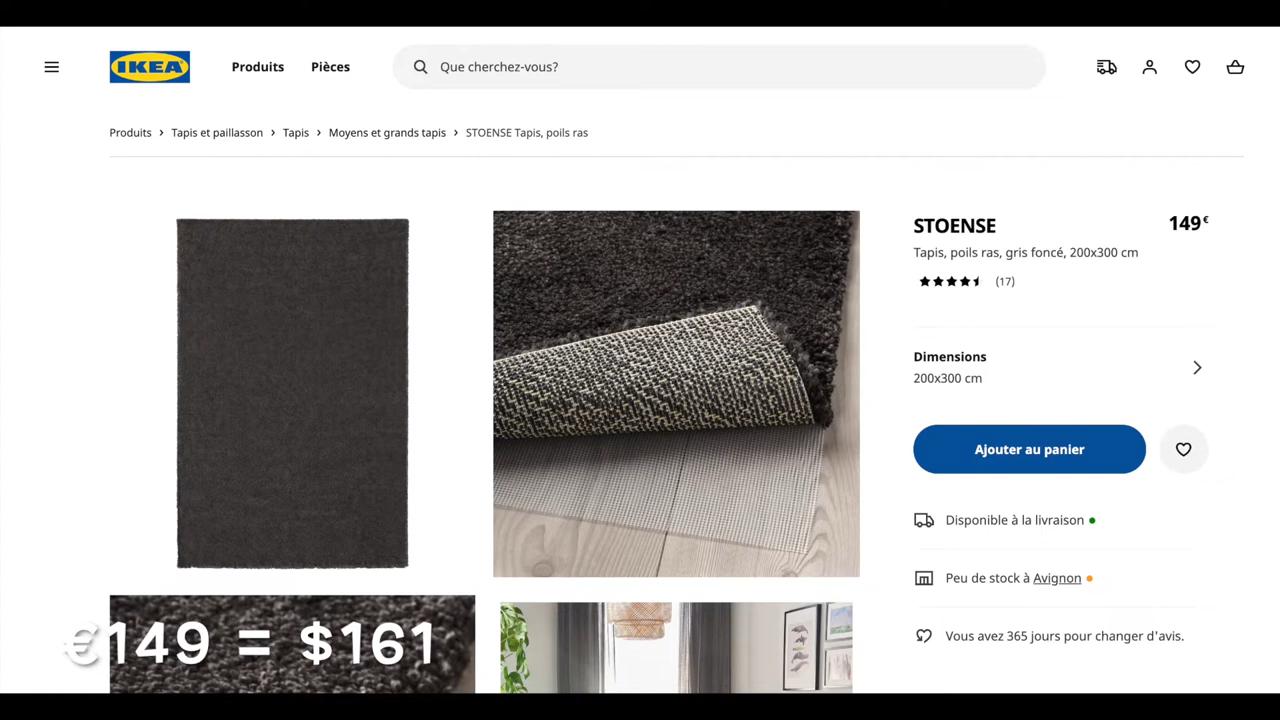 IKEA
Produits
Pièces
Que cherchez-vous?
Produits > Tapis et paillasson > Tapis > Moyens et grands tapis > STOENSE Tapis, poils ras
STOENSE
149€
Tapis, poils ras, gris foncé, 200x300 cm
(17)
Dimensions
200x300 cm
Ajouter au panier
Disponible à la livraison
Peu de stock à Avignon
Vous avez 365 jours pour changer d'avis.
€149 = $161